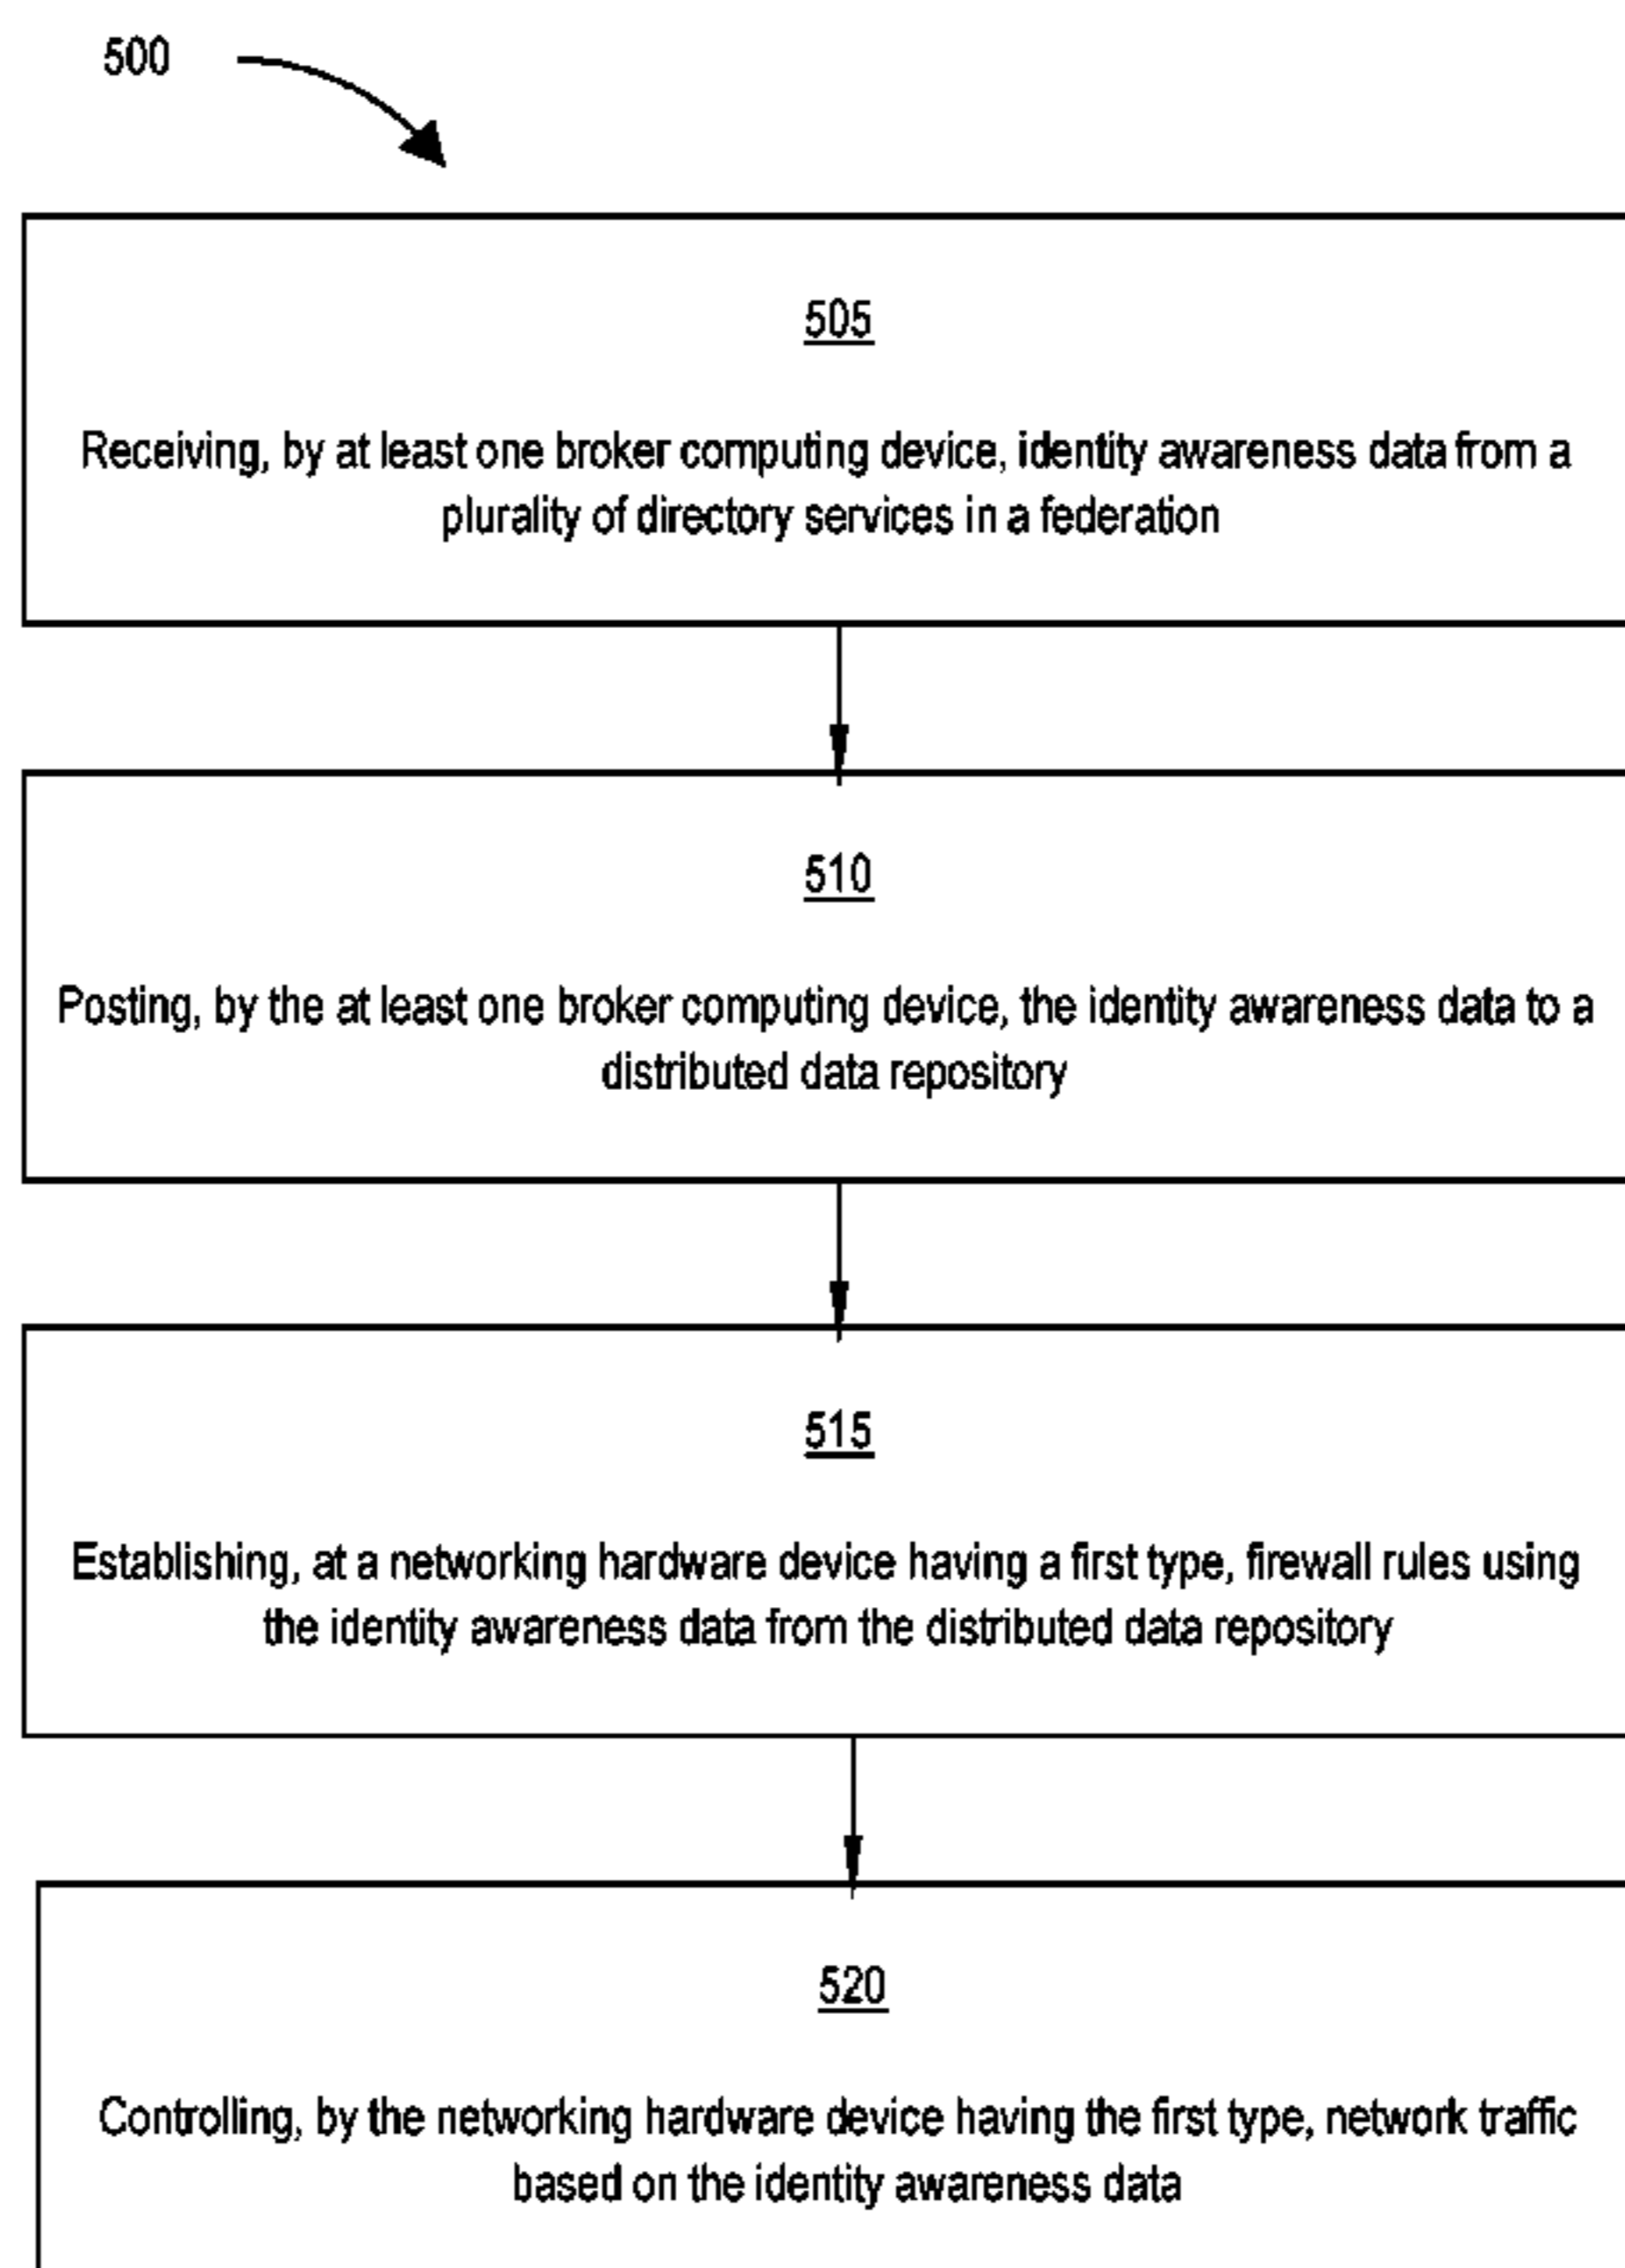 500
505
Receiving, by at least one broker computing device, identity awareness data from a
plurality of directory services in a federation
510
Posting, by the at least one broker computing device, the identity awareness data to a
distributed data repository
515
Establishing, at a networking hardware device having a first type, firewall rules using
the identity awareness data from the distributed data repository
520
Controlling, by the networking hardware device having the first type, network traffic
based on the identity awareness data